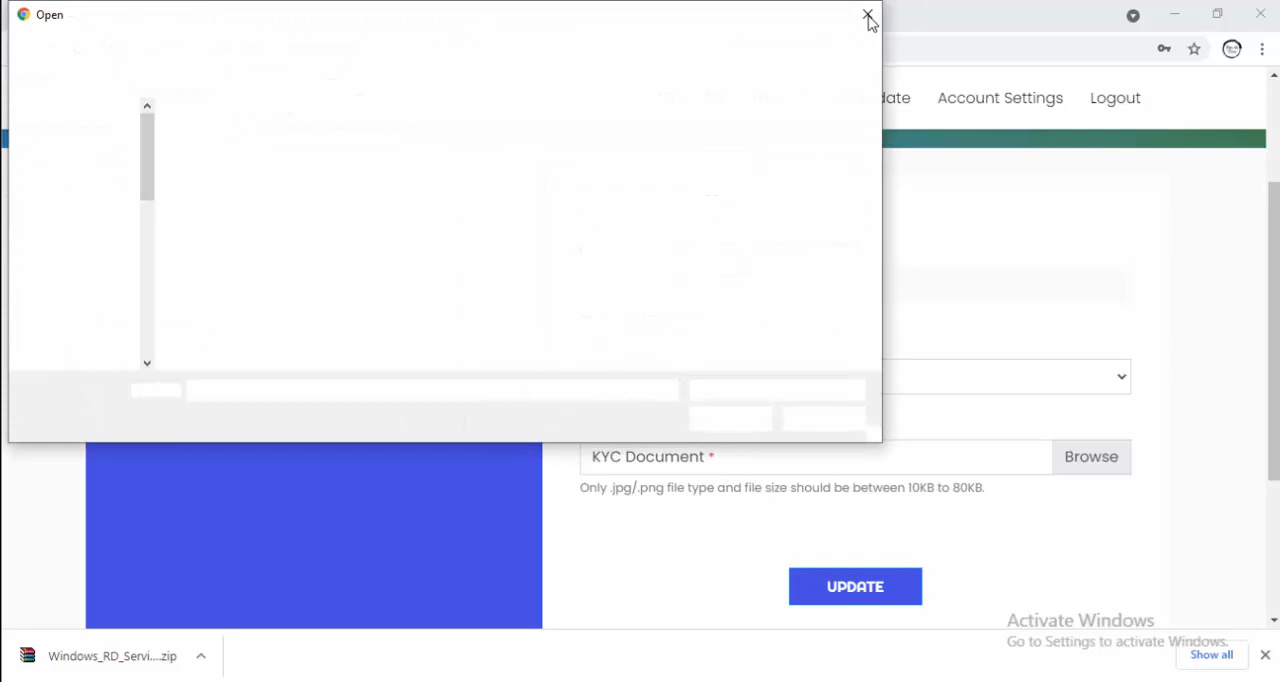 Open
date Account Settings Logout
KYC Document *
Browse
Only .jpg/.png file type and file size should be between 10KB to 80KB.
UPDATE
Activate Windows
Go to Settings to activate Windows.
Windows_RD_Servi....zip
Show all